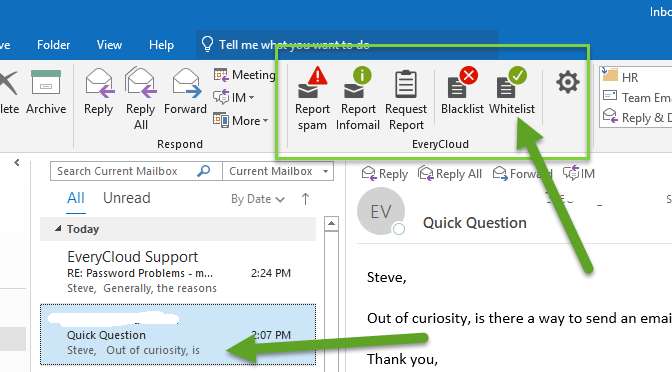 Inbo
ve Folder View Tell me what you want to do
lete Archive Reply Reply All Forward Meeting IM More Report spam Report Infomail Request Report Blacklist Whitelist HR Team Ema Reply & D
Respond EveryCloud
Search Current Mailbox Current Mailbox
All Unread By Date
Today
EveryCloud Support
RE: Password Problems - m... 2:24 PM
Steve, Generally, the reasons
Quick Question 2:07 PM
Steve, Out of curiosity, is
Reply Reply All Forward IM
EV
Quick Question
Steve,
Out of curiosity, is there a way to send an emai
Thank you,